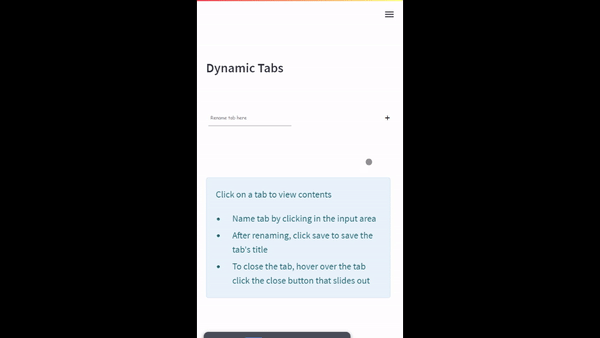 Dynamic Tabs
Rename tab here
+
Click on a tab to view contents
• Name tab by clicking in the input area
• After renaming, click save to save the
tab's title
• To close the tab, hover over the tab
click the close button that slides out